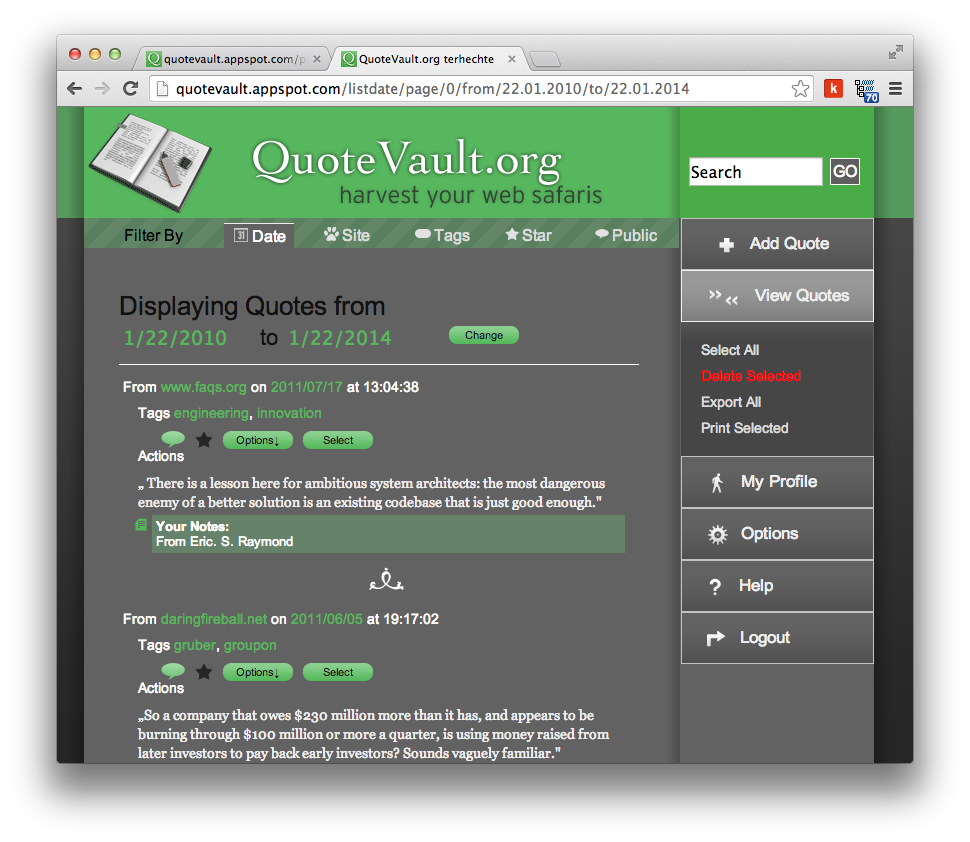 quotevault.appspot.com/p
QuoteVault.org terhechte
quotevault.appspot.com/listdate/page/0/from/22.01.2010/to/22.01.2014
k
70
QuoteVault.org
harvest your web safaris
Search
GO
Filter By
31 Date
Site
Tags
Star
Public
Add Quote
View Quotes
Select All
Delete Selected
Export All
Print Selected
My Profile
Options
? Help
Logout
Displaying Quotes from
1/22/2010 to 1/22/2014
Change
From www.faqs.org on 2011/07/17 at 13:04:38
Tags engineering, innovation
Options↓ Select
Actions
„ There is a lesson here for ambitious system architects: the most dangerous
enemy of a better solution is an existing codebase that is just good enough."
Your Notes:
From Eric. S. Raymond
From daringfireball.net on 2011/06/05 at 19:17:02
Tags gruber, groupon
Options↓ Select
Actions
„So a company that owes $230 million more than it has, and appears to be
burning through $100 million or more a quarter, is using money raised from
later investors to pay back early investors? Sounds vaguely familiar."